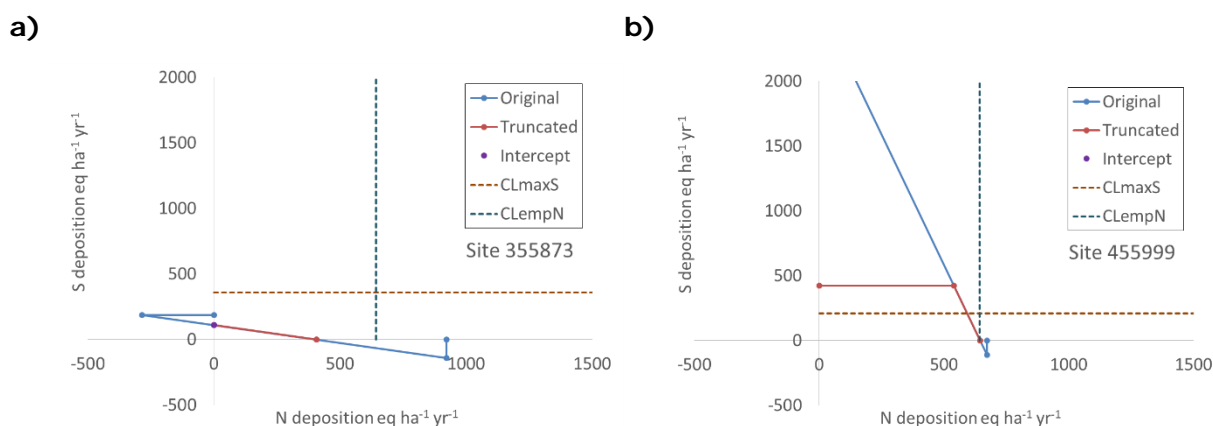 a)
S deposition eq ha⁻¹ yr⁻¹
2000
1500
1000
500
0
-500
-500
0
500
1000
1500
N deposition eq ha⁻¹ yr⁻¹
Original
Truncated
Intercept
CLmaxS
CLempN
Site 355873
b)
S deposition eq ha⁻¹ yr⁻¹
2000
1500
1000
500
0
-500
0
500
1000
1500
N deposition eq ha⁻¹ yr⁻¹
Original
Truncated
Intercept
CLmaxS
CLempN
Site 455999